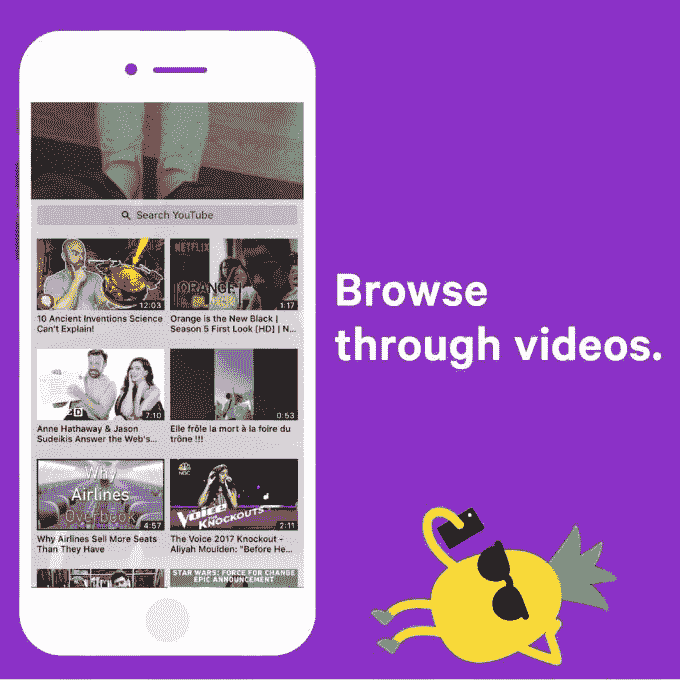 Search YouTube
12:03
10 Ancient Inventions Science
Can't Explain!
NETFLIX
ORANGE
1:17
Orange is the New Black |
Season 5 First Look [HD] | N...
7:10
Anne Hathaway & Jason
Sudeikis Answer the Web's...
0:53
Elle frôle la mort à la foire du
trône !!!
Why
Airlines
Overbook
4:57
Why Airlines Sell More Seats
Than They Have
NBC
Voice
KNOCKOUTS
2:11
The Voice 2017 Knockout -
Aliyah Moulden: "Before He...
STAR WARS: FORCE FOR CHANGE
EPIC ANNOUNCEMENT
Browse
through videos.